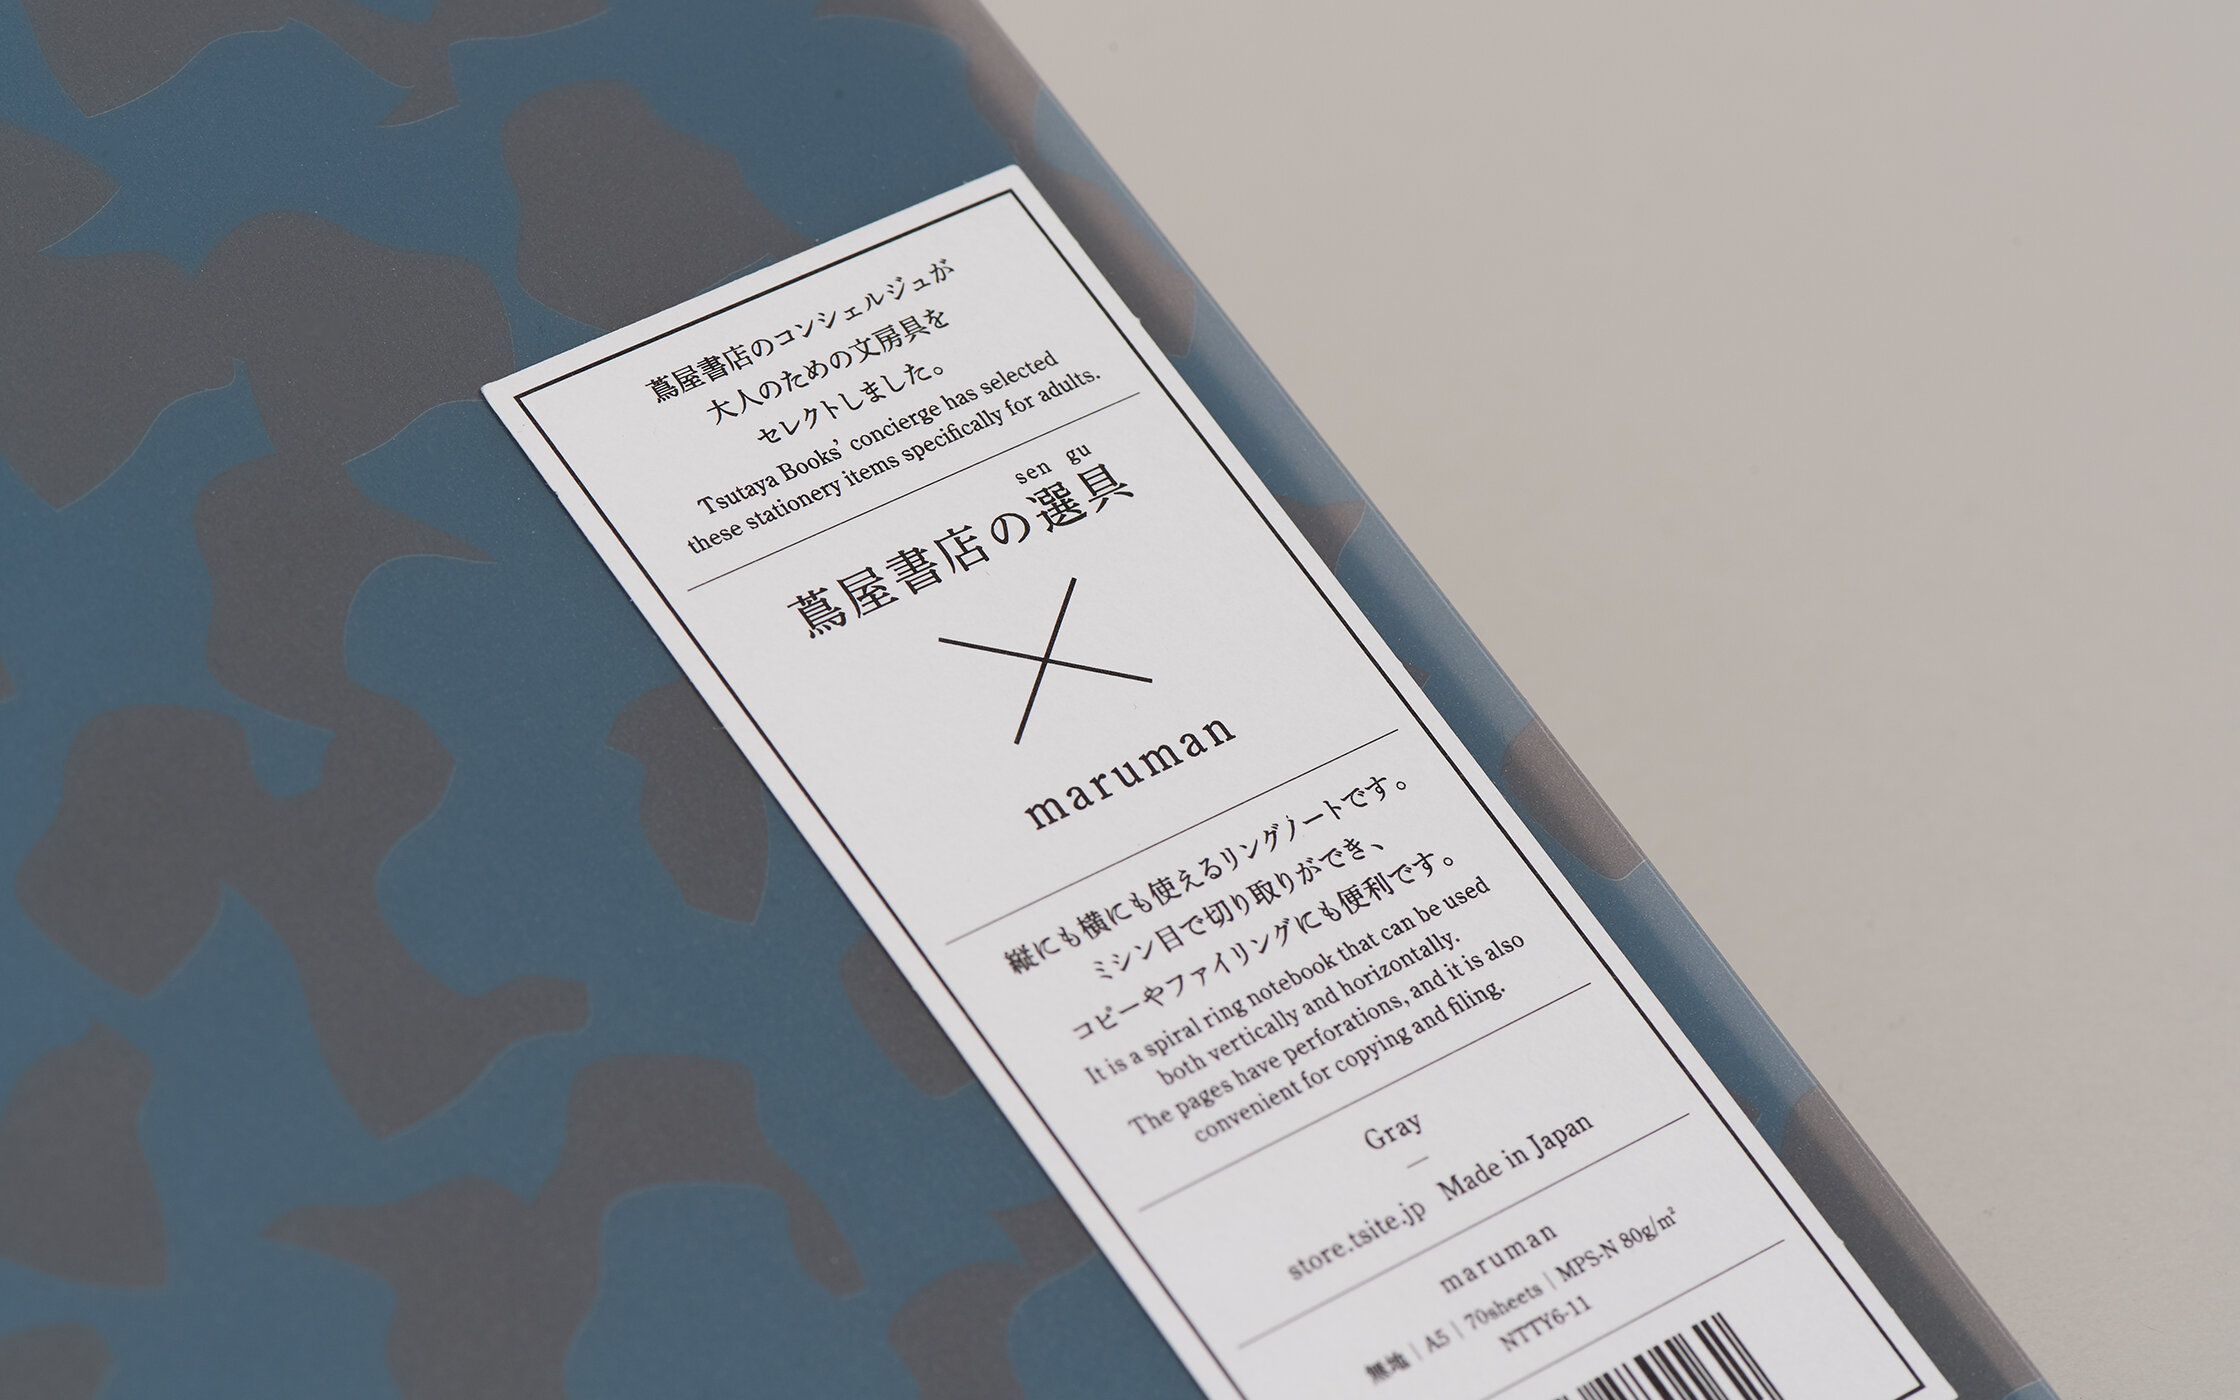 蔦屋書店のコンシェルジュが
大人のための文房具を
セレクトしました。
Tsutaya Books' concierge has selected
these stationery items specifically for adults.
sen gu
蔦屋書店の選具
×
maruman
縦にも横にも使えるリングノートです。
ミシン目で切り取りができ、
コピーやファイリングにも便利です。
It is a spiral ring notebook that can be used
both vertically and horizontally.
The pages have perforations, and it is also
convenient for copying and filing.
Gray
—
store.tsite.jp Made in Japan
maruman
無地 | A5 | 70sheets | MPS-N 80g/m²
NTTY6-11